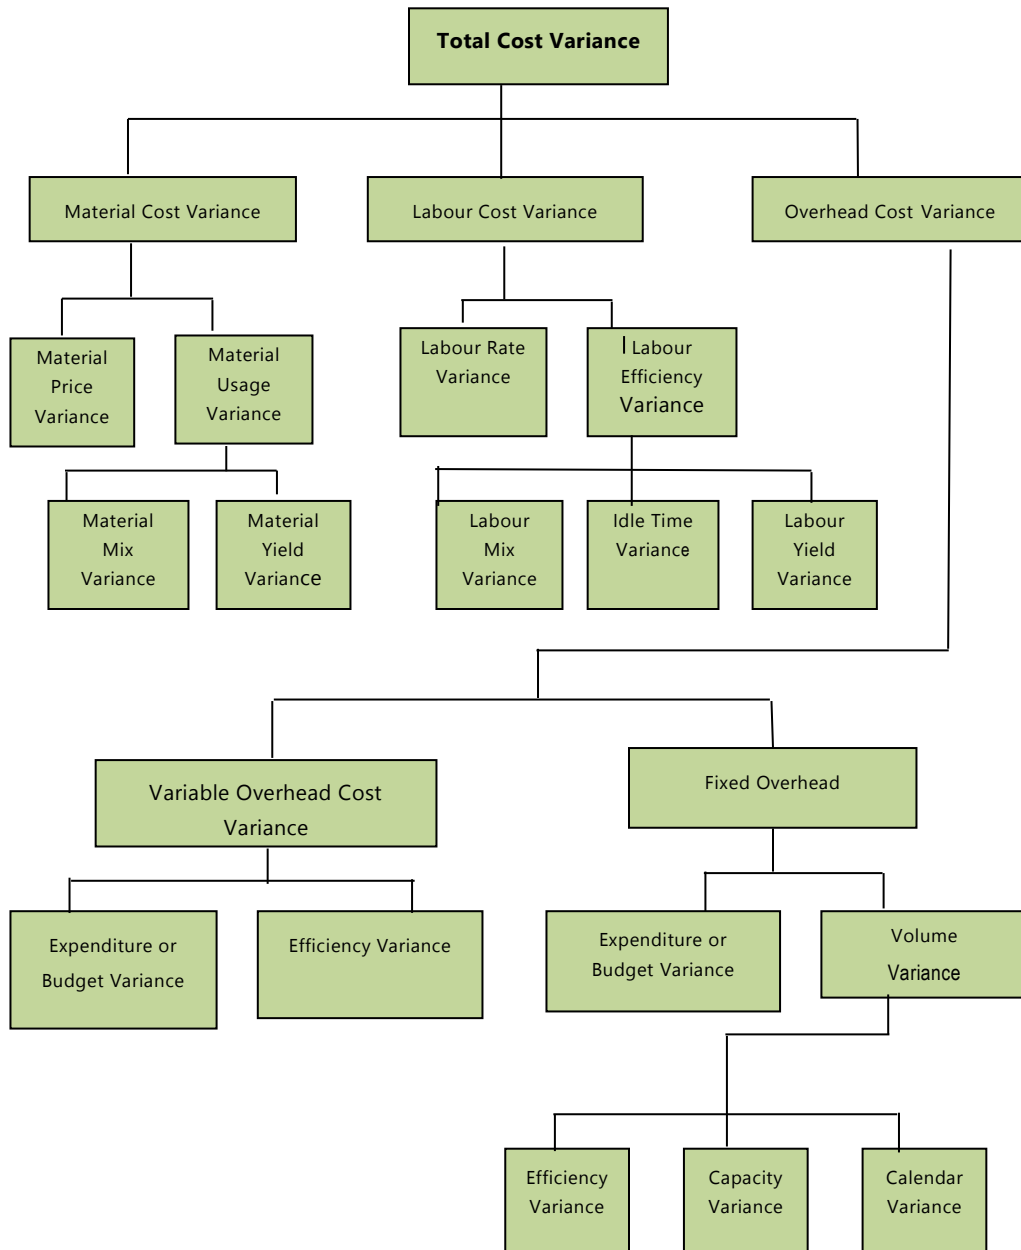 Total Cost Variance
Material Cost Variance
Labour Cost Variance
Overhead Cost Variance
Material
Price
Variance
Material
Usage
Variance
Labour Rate
Variance
Labour
Efficiency
Variance
Material
Mix
Variance
Material
Yield
Variance
Labour
Mix
Variance
Idle Time
Variance
Labour
Yield
Variance
Variable Overhead Cost
Variance
Fixed Overhead
Expenditure or
Budget Variance
Efficiency Variance
Expenditure or
Budget Variance
Volume
Variance
Efficiency
Variance
Capacity
Variance
Calendar
Variance